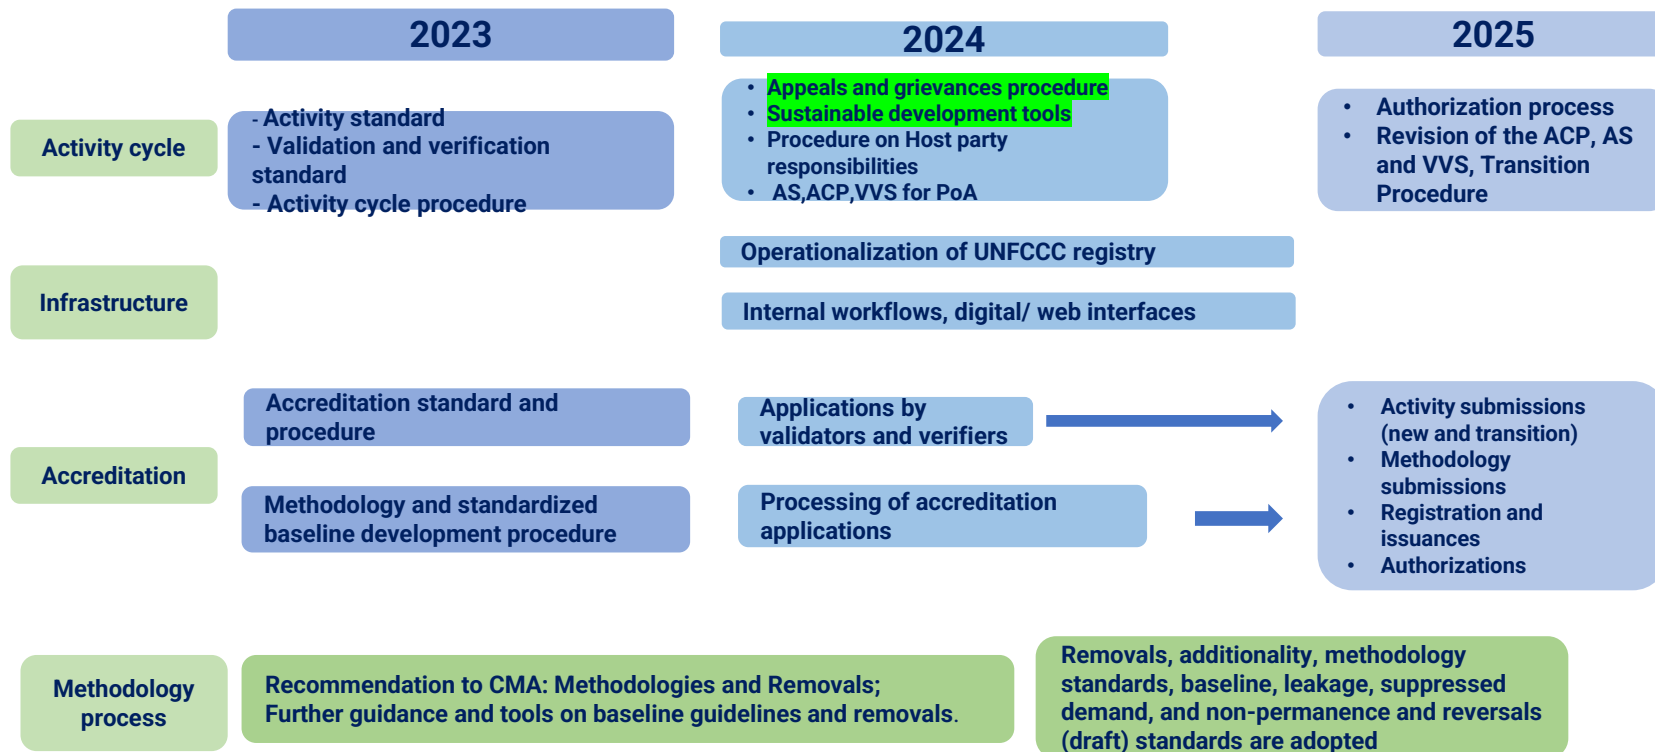 2023
2024
2025
Activity cycle
- Activity standard
- Validation and verification
standard
- Activity cycle procedure
• Appeals and grievances procedure
• Sustainable development tools
• Procedure on Host party
responsibilities
• AS,ACP,VVS for PoA
• Authorization process
• Revision of the ACP, AS
and VVS, Transition
Procedure
Infrastructure
Operationalization of UNFCCC registry
Internal workflows, digital/ web interfaces
Accreditation
Accreditation standard and
procedure
Methodology and standardized
baseline development procedure
Applications by
validators and verifiers
Processing of accreditation
applications
• Activity submissions
(new and transition)
• Methodology
submissions
• Registration and
issuances
• Authorizations
Methodology
process
Recommendation to CMA: Methodologies and Removals;
Further guidance and tools on baseline guidelines and removals.
Removals, additionality, methodology
standards, baseline, leakage, suppressed
demand, and non-permanence and reversals
(draft) standards are adopted